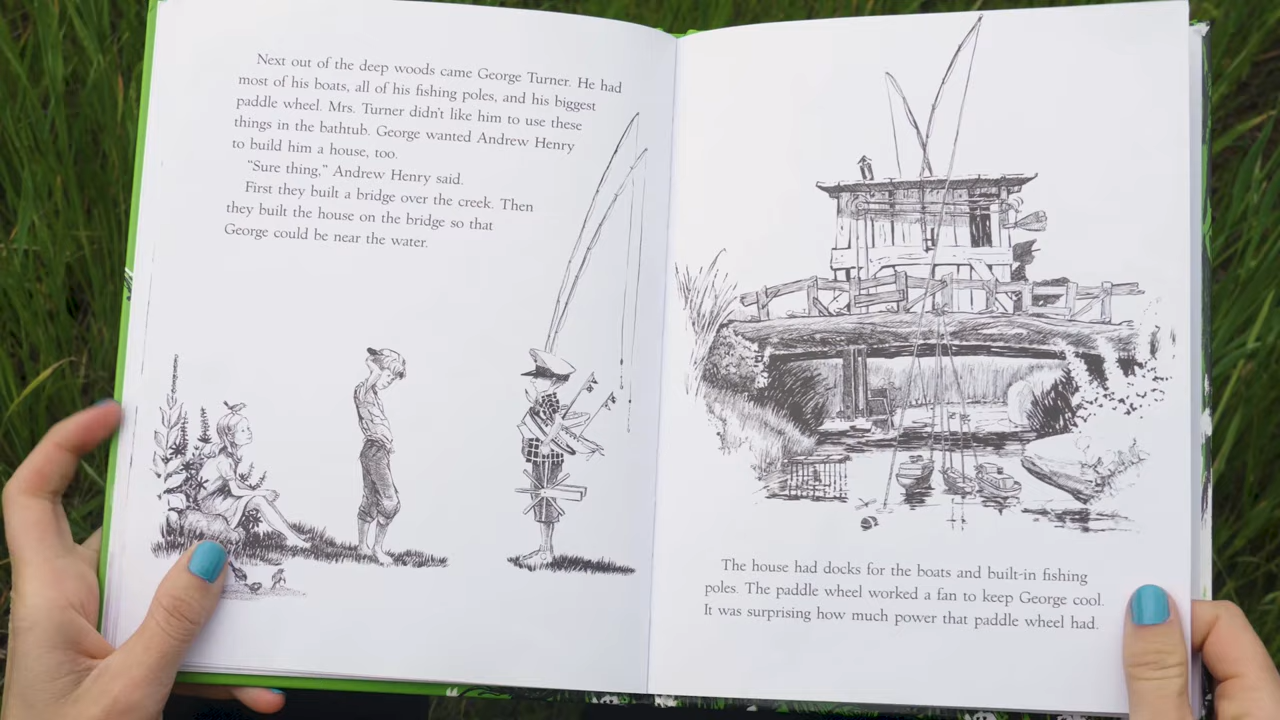 Next out of the deep woods came George Turner. He had
most of his boats, all of his fishing poles, and his biggest
paddle wheel. Mrs. Turner didn't like him to use these
things in the bathtub. George wanted Andrew Henry
to build him a house, too.
"Sure thing," Andrew Henry said.
First they built a bridge over the creek. Then
they built the house on the bridge so that
George could be near the water.
The house had docks for the boats and built-in fishing
poles. The paddle wheel worked a fan to keep George cool.
It was surprising how much power that paddle wheel had.